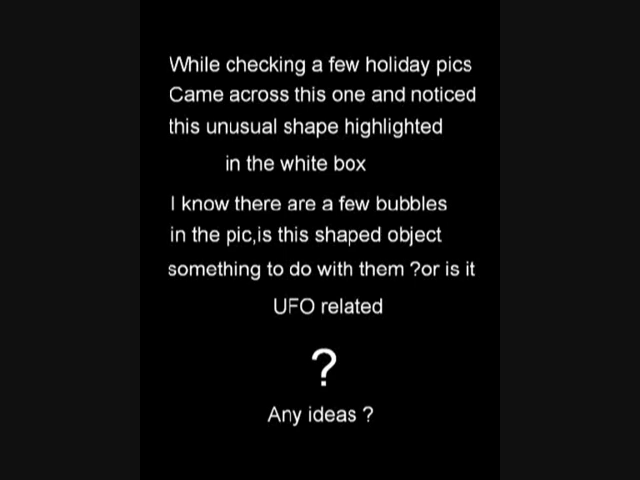 While checking a few holiday pics
Came across this one and noticed
this unusual shape highlighted
in the white box
I know there are a few bubbles
in the pic,is this shaped object
something to do with them ?or is it
UFO related
?
Any ideas ?